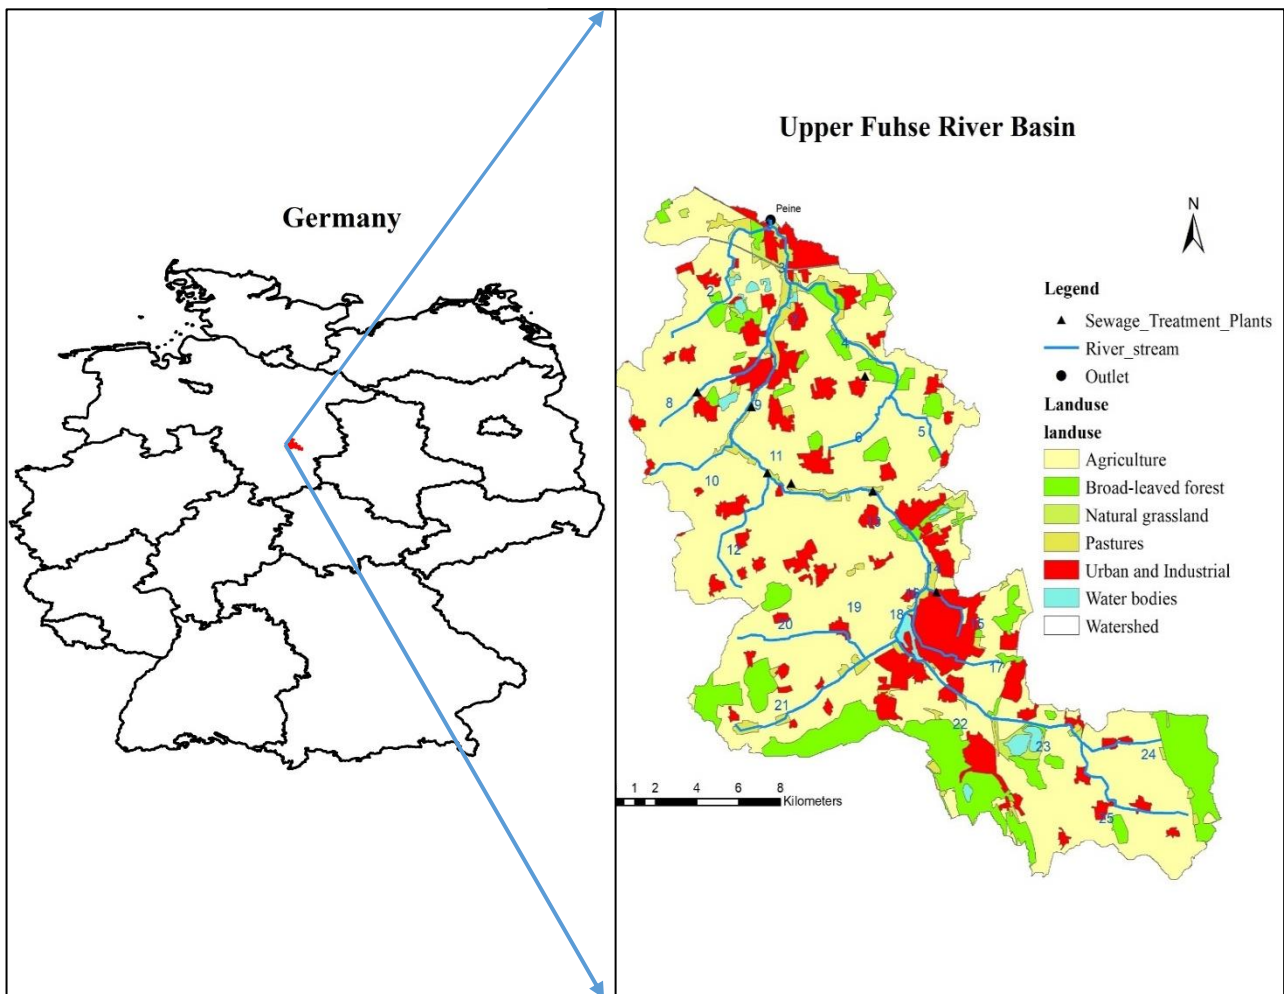 Germany
Upper Fuhse River Basin
Peine
N
Legend
Sewage_Treatment_Plants
River_stream
Outlet
Landuse
landuse
Agriculture
Broad-leaved forest
Natural grassland
Pastures
Urban and Industrial
Water bodies
Watershed
3
2
4
8
9
5
6
11
10
12
14
19
18
20
15
17
21
22
23
24
25
1 2 4 6 8
Kilometers